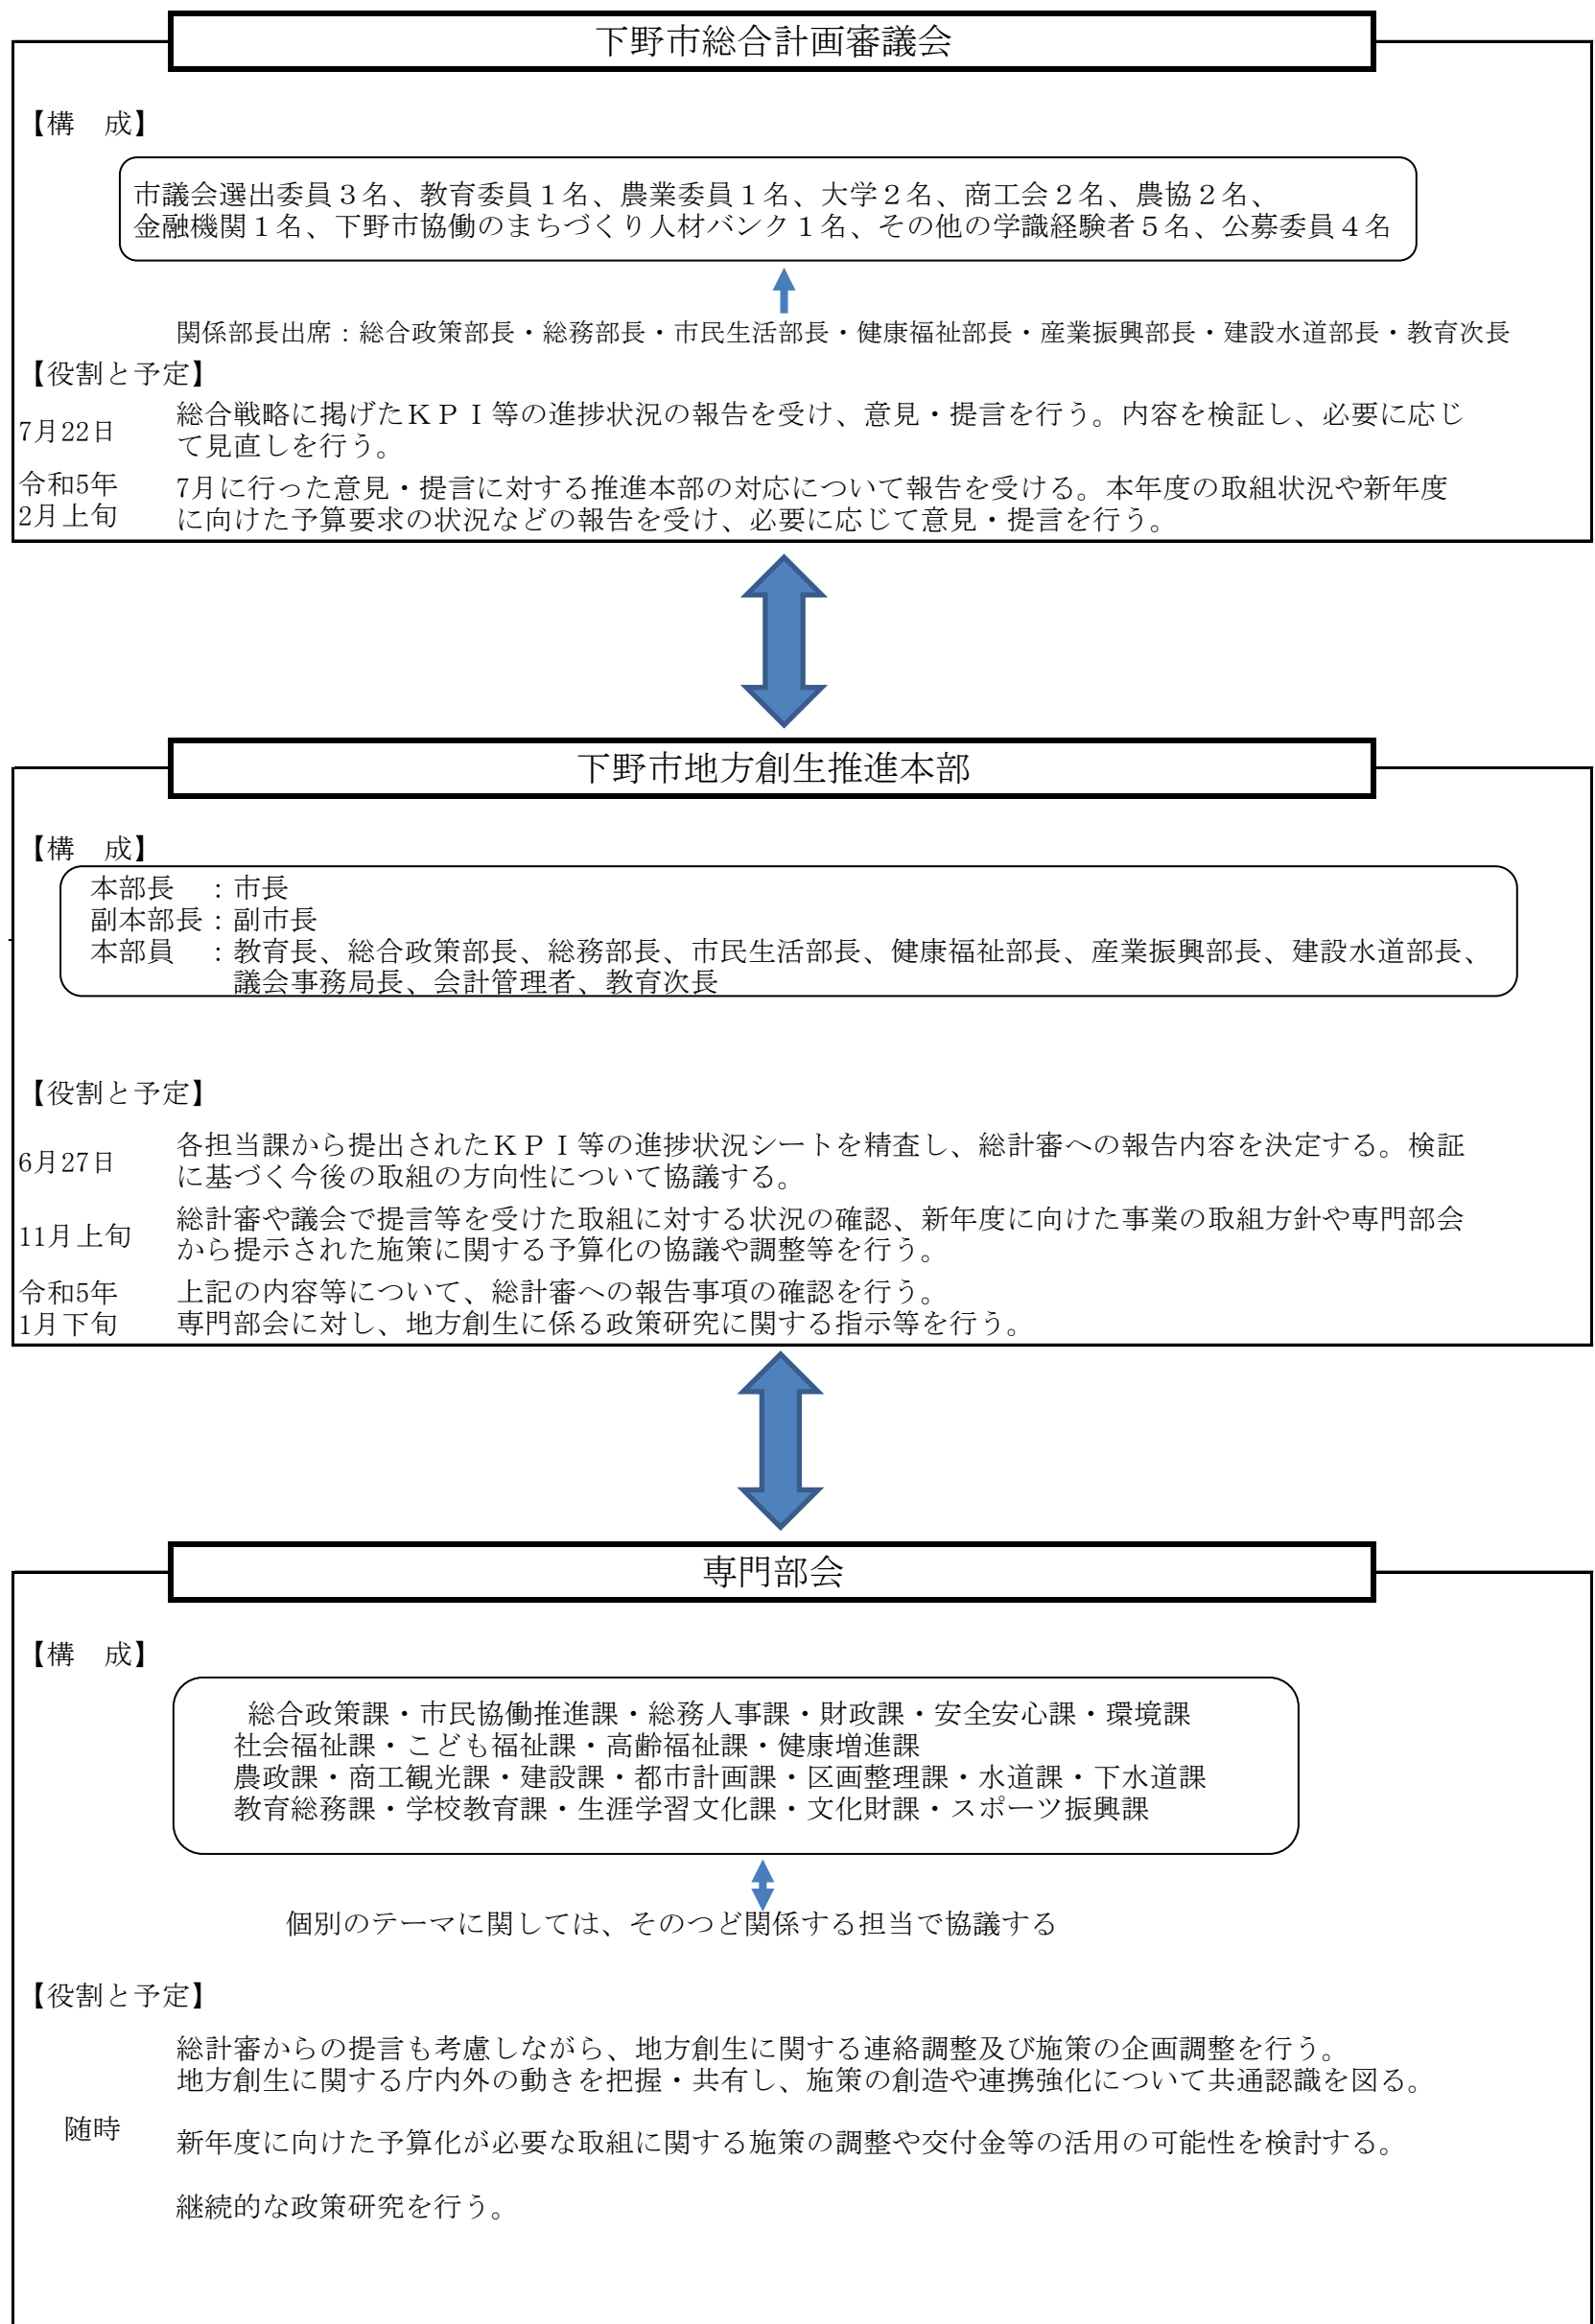 下野市総合計画審議会
【構　成】
市議会選出委員３名、教育委員１名、農業委員１名、大学２名、商工会２名、農協２名、
金融機関１名、下野市協働のまちづくり人材バンク１名、その他の学識経験者５名、公募委員４名
関係部長出席：総合政策部長・総務部長・市民生活部長・健康福祉部長・産業振興部長・建設水道部長・教育次長
【役割と予定】
7月22日
総合戦略に掲げたＫＰＩ等の進捗状況の報告を受け、意見・提言を行う。内容を検証し、必要に応じ
て見直しを行う。
令和5年
2月上旬
7月に行った意見・提言に対する推進本部の対応について報告を受ける。本年度の取組状況や新年度
に向けた予算要求の状況などの報告を受け、必要に応じて意見・提言を行う。
下野市地方創生推進本部
【構　成】
本部長　：市長
副本部長：副市長
本部員　：教育長、総合政策部長、総務部長、市民生活部長、健康福祉部長、産業振興部長、建設水道部長、
議会事務局長、会計管理者、教育次長
【役割と予定】
6月27日
各担当課から提出されたＫＰＩ等の進捗状況シートを精査し、総計審への報告内容を決定する。検証
に基づく今後の取組の方向性について協議する。
11月上旬
総計審や議会で提言等を受けた取組に対する状況の確認、新年度に向けた事業の取組方針や専門部会
から提示された施策に関する予算化の協議や調整等を行う。
令和5年
1月下旬
上記の内容等について、総計審への報告事項の確認を行う。
専門部会に対し、地方創生に係る政策研究に関する指示等を行う。
専門部会
【構　成】
総合政策課・市民協働推進課・総務人事課・財政課・安全安心課・環境課
社会福祉課・こども福祉課・高齢福祉課・健康増進課
農政課・商工観光課・建設課・都市計画課・区画整理課・水道課・下水道課
教育総務課・学校教育課・生涯学習文化課・文化財課・スポーツ振興課
個別のテーマに関しては、そのつど関係する担当で協議する
【役割と予定】
総計審からの提言も考慮しながら、地方創生に関する連絡調整及び施策の企画調整を行う。
地方創生に関する庁内外の動きを把握・共有し、施策の創造や連携強化について共通認識を図る。
随時
新年度に向けた予算化が必要な取組に関する施策の調整や交付金等の活用の可能性を検討する。
継続的な政策研究を行う。